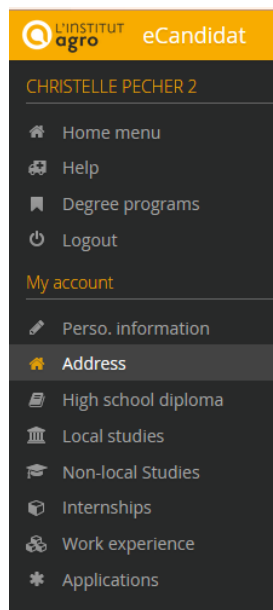 L'INSTITUT
agro eCandidat
CHRISTELLE PECHER 2
Home menu
Help
Degree programs
Logout
My account
Perso. information
Address
High school diploma
Local studies
Non-local Studies
Internships
Work experience
Applications